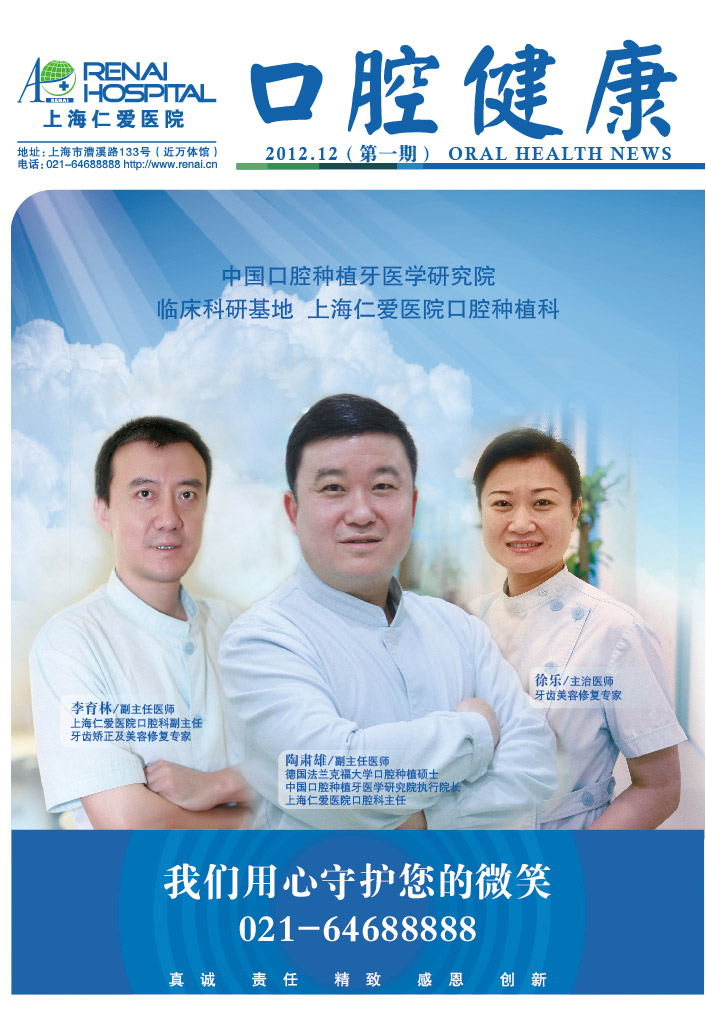 RENAI
HOSPITAL
RENAI
上海仁爱医院
地址：上海市漕溪路133号（近万体馆）
电话：021-64688888 http://www.renai.cn
口腔健康
2012.12（第一期） ORAL HEALTH NEWS
中国口腔种植牙医学研究院
临床科研基地 上海仁爱医院口腔种植科
李育林/副主任医师
上海仁爱医院口腔科副主任
牙齿矫正及美容修复专家
陶肃雄/副主任医师
德国法兰克福大学口腔种植硕士
中国口腔种植牙医学研究院执行院长
上海仁爱医院口腔科主任
徐乐/主治医师
牙齿美容修复专家
我们用心守护您的微笑
021-64688888
真诚 责任 精致 感恩 创新